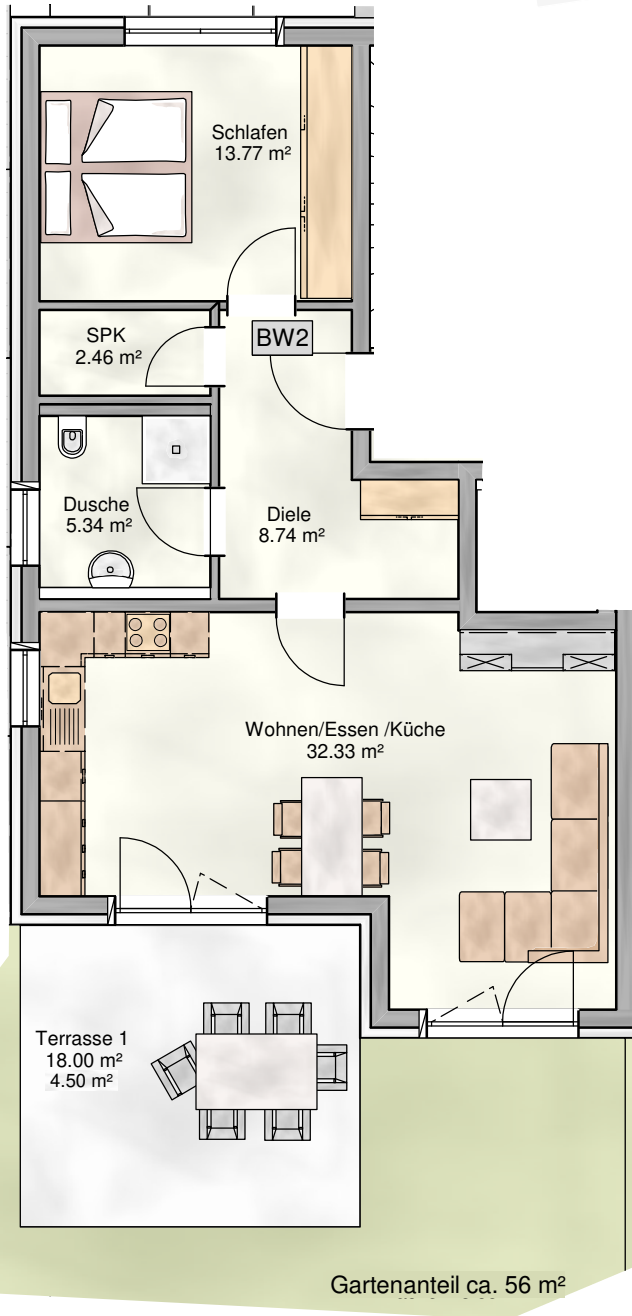 Schlafen
13.77 m²
SPK
2.46 m²
BW2
Dusche
5.34 m²
Diele
8.74 m²
Wohnen/Essen /Küche
32.33 m²
Terrasse 1
18.00 m²
4.50 m²
Gartenanteil ca. 56 m²